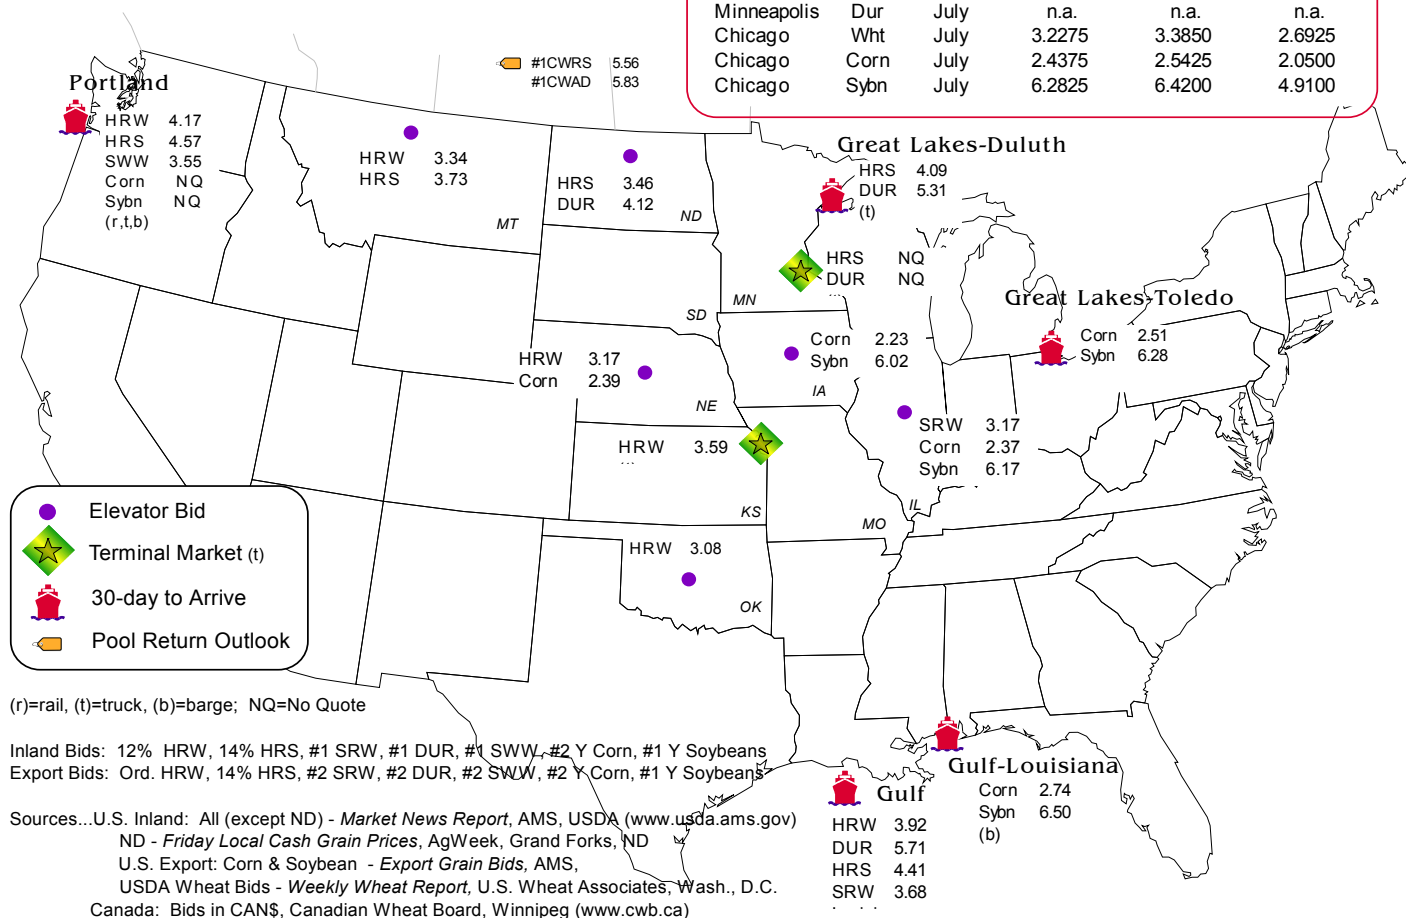 Minneapolis Dur July n.a. n.a. n.a.
Chicago Wht July 3.2275 3.3850 2.6925
Chicago Corn July 2.4375 2.5425 2.0500
Chicago Sybn July 6.2825 6.4200 4.9100
#1CWRS 5.56
#1CWAD 5.83
Portland
HRW 4.17
HRS 4.57
SWW 3.55
Corn NQ
Sybn NQ
(r,t,b)
HRW 3.34
HRS 3.73
MT
HRS 3.46
DUR 4.12
ND
Great Lakes-Duluth
HRS 4.09
DUR 5.31
(t)
HRS NQ
DUR NQ
MN
SD
Great Lakes-Toledo
Corn 2.51
Sybn 6.28
Corn 2.23
Sybn 6.02
IA
HRW 3.17
Corn 2.39
NE
SRW 3.17
Corn 2.37
Sybn 6.17
IL
HRW 3.59
KS
MO
HRW 3.08
OK
Elevator Bid
Terminal Market (t)
30-day to Arrive
Pool Return Outlook
(r)=rail, (t)=truck, (b)=barge; NQ=No Quote
Inland Bids: 12% HRW, 14% HRS, #1 SRW, #1 DUR, #1 SWW, #2 Y Corn, #1 Y Soybeans
Export Bids: Ord. HRW, 14% HRS, #2 SRW, #2 DUR, #2 SWW, #2 Y Corn, #1 Y Soybeans
Gulf-Louisiana
Corn 2.74
Sybn 6.50
(b)
Gulf
HRW 3.92
DUR 5.71
HRS 4.41
SRW 3.68
Sources...U.S. Inland: All (except ND) - Market News Report, AMS, USDA (www.usda.ams.gov)
ND - Friday Local Cash Grain Prices, AgWeek, Grand Forks, ND
U.S. Export: Corn & Soybean - Export Grain Bids, AMS,
USDA Wheat Bids - Weekly Wheat Report, U.S. Wheat Associates, Wash., D.C.
Canada: Bids in CAN$, Canadian Wheat Board, Winnipeg (www.cwb.ca)